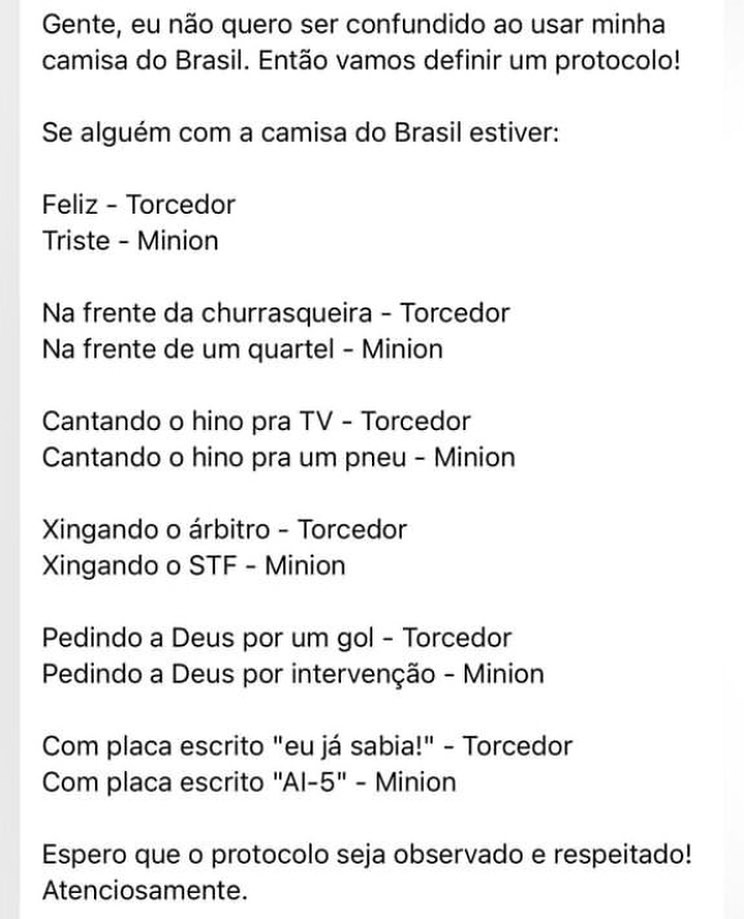 Gente, eu não quero ser confundido ao usar minha
camisa do Brasil. Então vamos definir um protocolo!
Se alguém com a camisa do Brasil estiver:
Feliz - Torcedor
Triste - Minion
Na frente da churrasqueira - Torcedor
Na frente de um quartel - Minion
Cantando o hino pra TV - Torcedor
Cantando o hino pra um pneu - Minion
Xingando o árbitro - Torcedor
Xingando o STF - Minion
Pedindo a Deus por um gol - Torcedor
Pedindo a Deus por intervenção - Minion
Com placa escrito "eu já sabia!" - Torcedor
Com placa escrito "AI-5" - Minion
Espero que o protocolo seja observado e respeitado!
Atenciosamente.